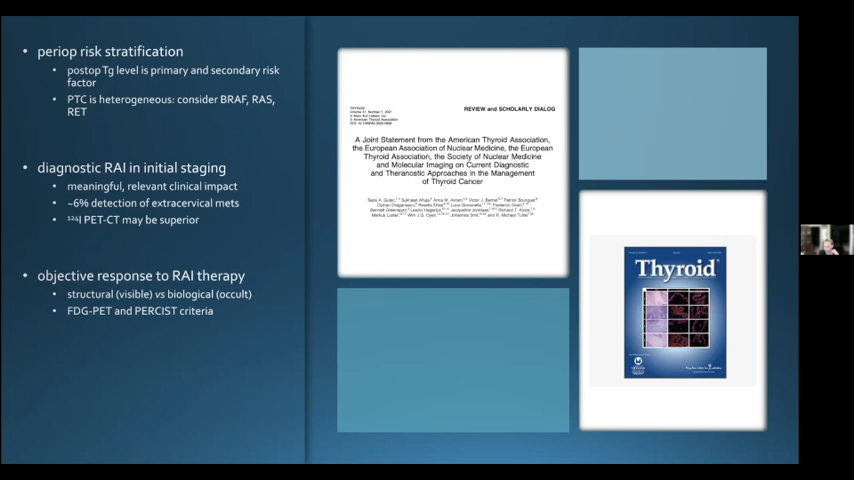 • periop risk stratification
• postop Tg level is primary and secondary risk
factor
• PTC is heterogeneous: consider BRAF, RAS,
RET
• diagnostic RAI in initial staging
• meaningful, relevant clinical impact
• ~6% detection of extracervical mets
• ¹²⁴I PET-CT may be superior
• objective response to RAI therapy
• structural (visible) vs biological (occult)
• FDG-PET and PERCIST criteria
REVIEW and SCHOLARLY DIALOG
A Joint Statement from the American Thyroid Association,
the European Association of Nuclear Medicine, the European
Thyroid Association, the Society of Nuclear Medicine
and Molecular Imaging on Current Diagnostic
and Theranostic Approaches in the Management
of Thyroid Cancer
Thyroid